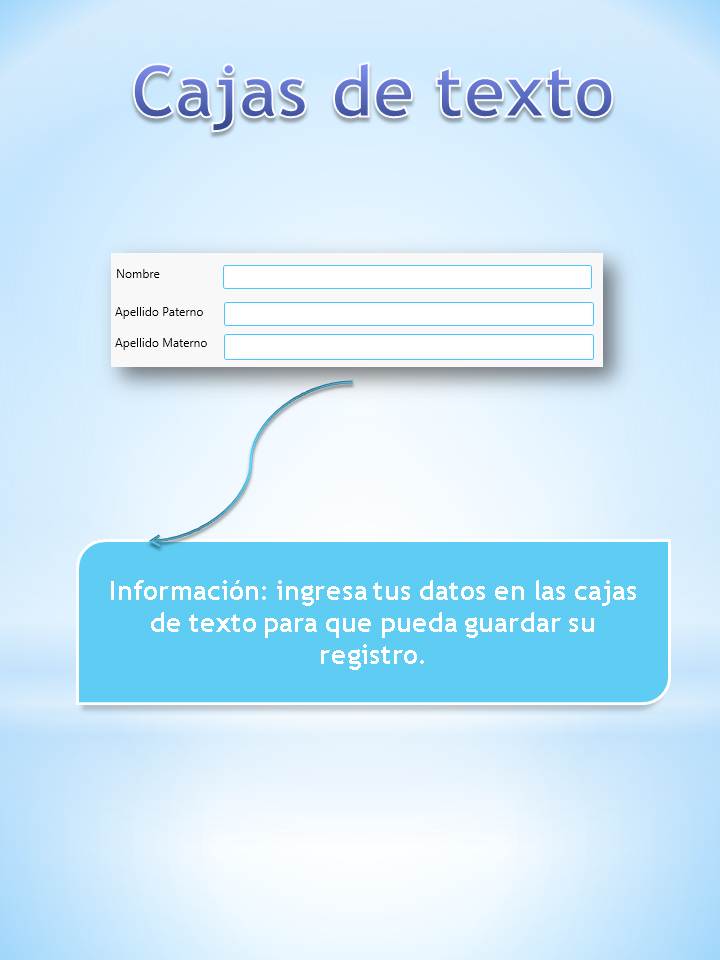 Cajas de texto
Nombre
Apellido Paterno
Apellido Materno
Información: ingresa tus datos en las cajas
de texto para que pueda guardar su
registro.